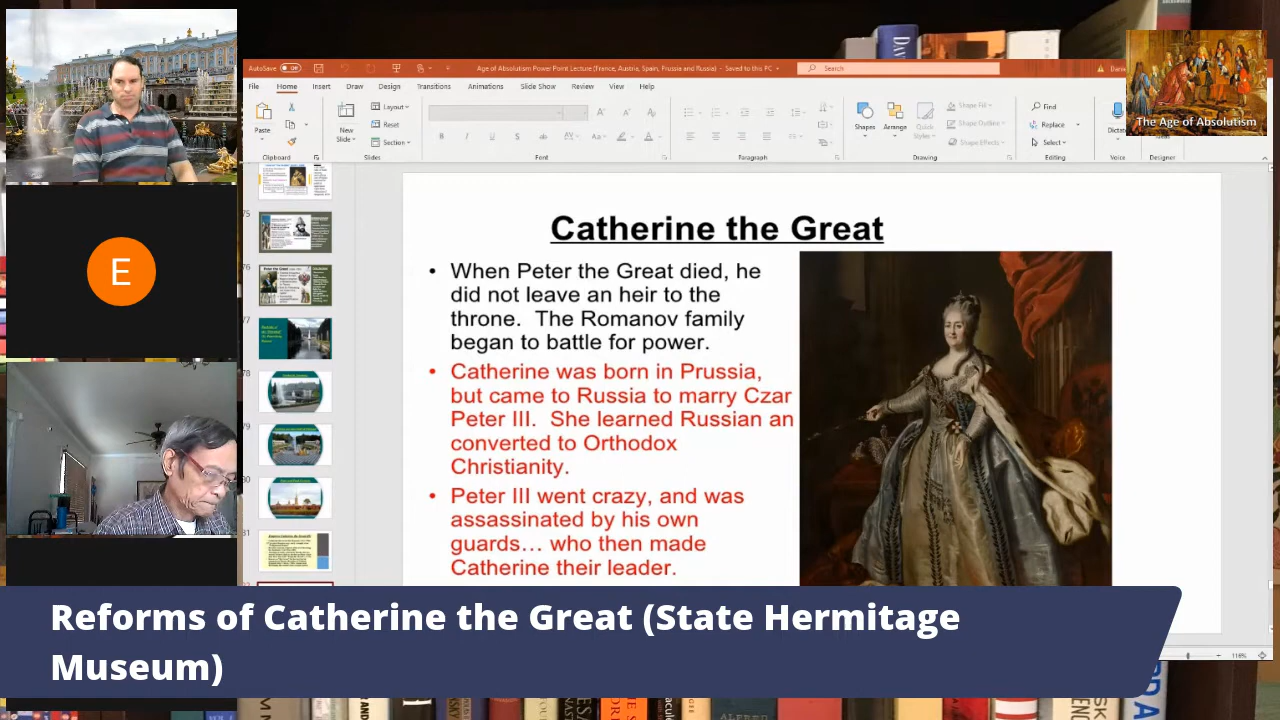 AutoSave
Off
Age of Absolutism Power Point Lecture (France, Austria, Spain, Prussia and Russia) - Saved to this PC
Search
The Age of Absolutism
File Home Insert Draw Design Transitions Animations Slide Show Review View Help
Paste
New
Slide
Layout
Reset
Section
Shapes
Arrange
Quick
Styles
Shape Fill
Shape Outline
Shape Effects
Find
Replace
Select
Clipboard Slides Font Paragraph Drawing Editing Voice Designer
E
Catherine the Great
• When Peter the Great died, he
did not leave an heir to the
throne. The Romanov family
began to battle for power.
• Catherine was born in Prussia,
but came to Russia to marry Czar
Peter III. She learned Russian an
converted to Orthodox
Christianity.
• Peter III went crazy, and was
assassinated by his own
guards… who then made
Catherine their leader.
Reforms of Catherine the Great (State Hermitage
Museum)
ALFRED